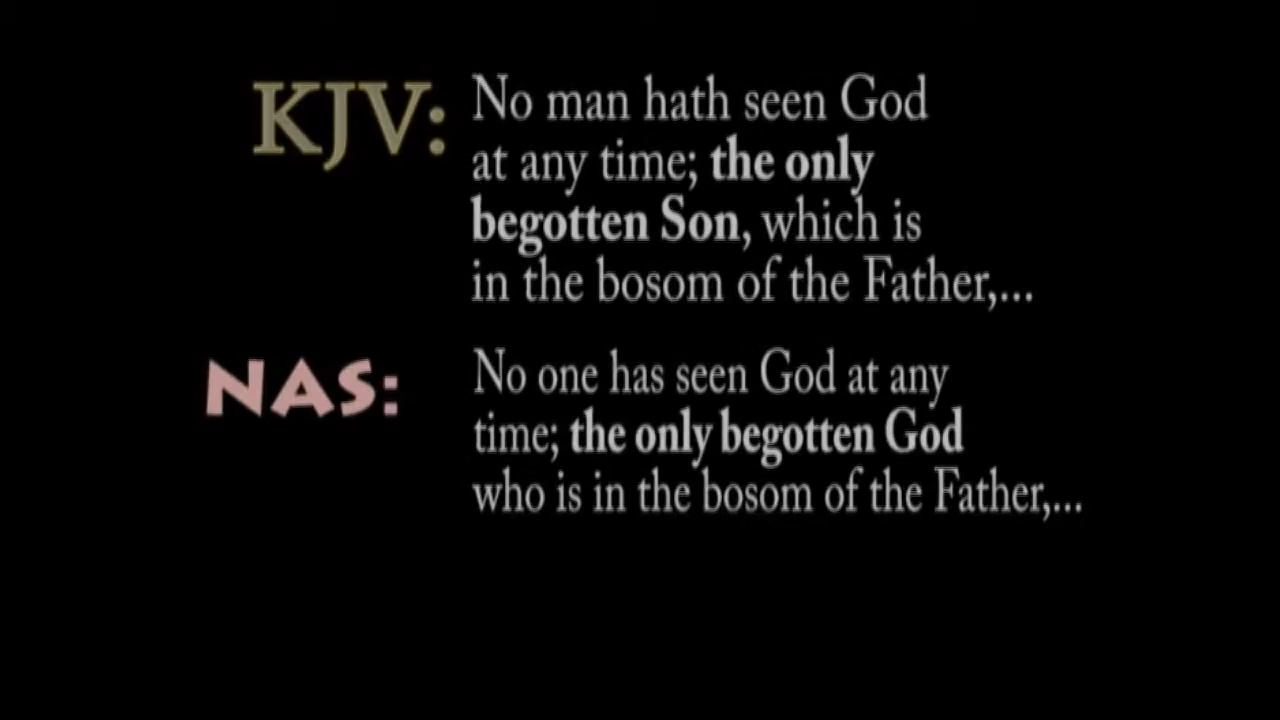 KJV: No man hath seen God
at any time; the only
begotten Son, which is
in the bosom of the Father,...
NAS: No one has seen God at any
time; the only begotten God
who is in the bosom of the Father,...